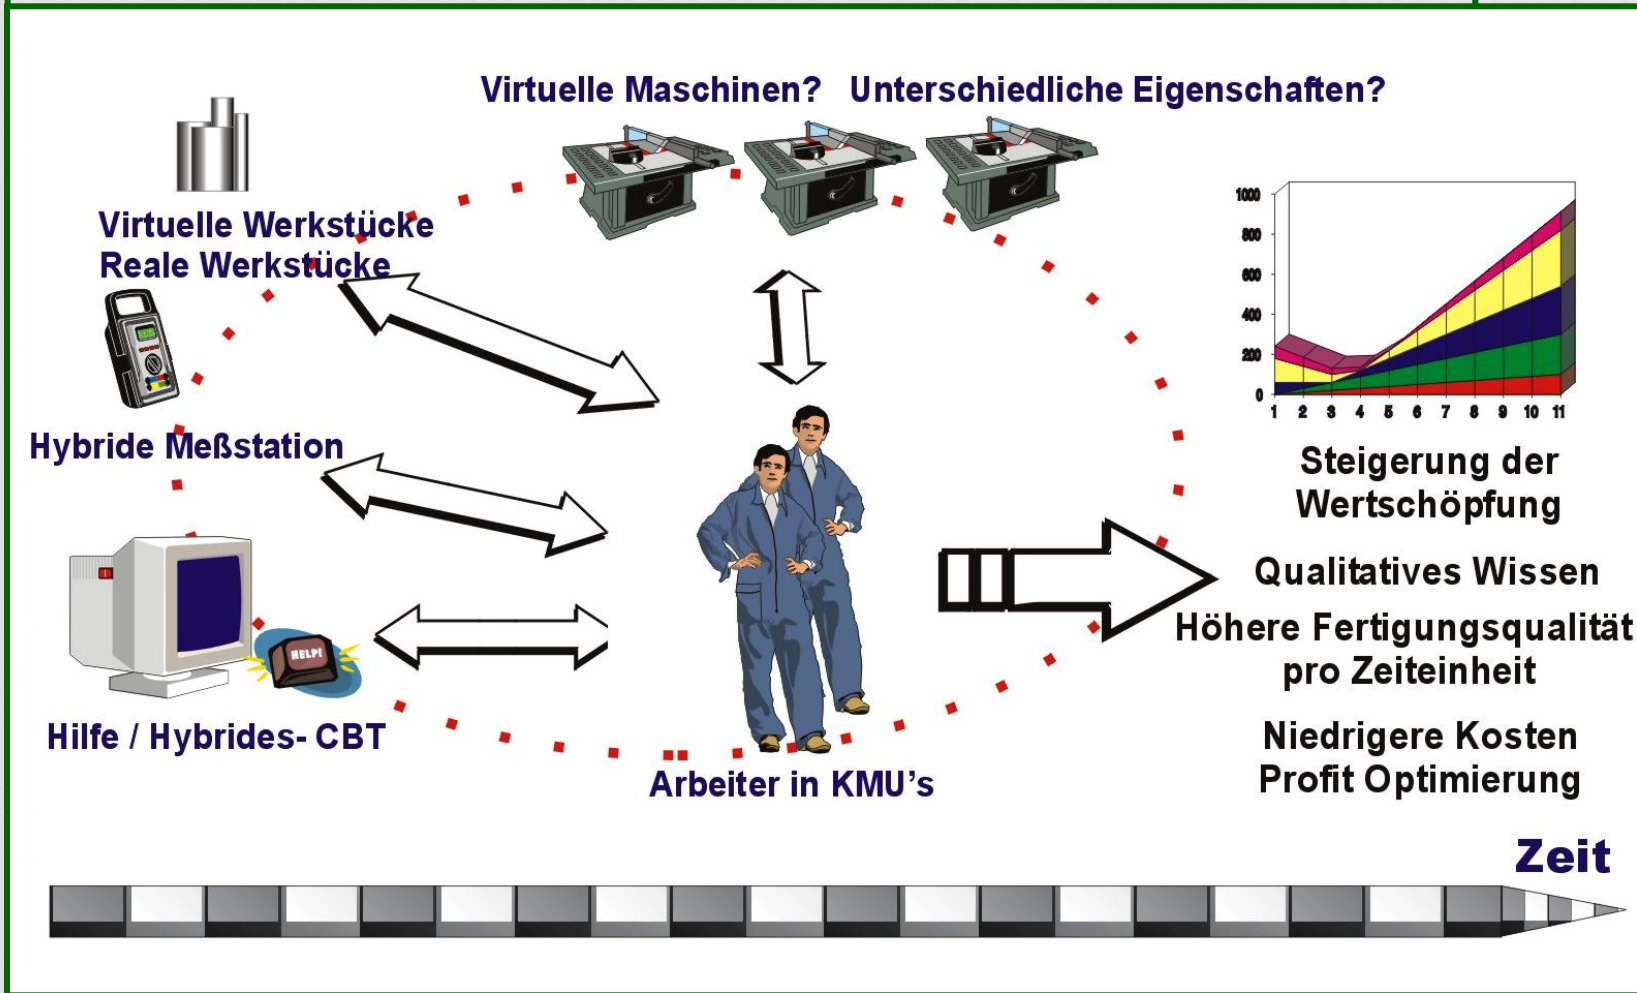 Virtuelle Maschinen? Unterschiedliche Eigenschaften?
Virtuelle Werkstücke
Reale Werkstücke
Hybride Meßstation
HELP!
Hilfe / Hybrides- CBT
Arbeiter in KMU's
1000
800
600
400
200
0
1 2 3 4 5 6 7 8 9 10 11
Steigerung der
Wertschöpfung
Qualitatives Wissen
Höhere Fertigungsqualität
pro Zeiteinheit
Niedrigere Kosten
Profit Optimierung
Zeit